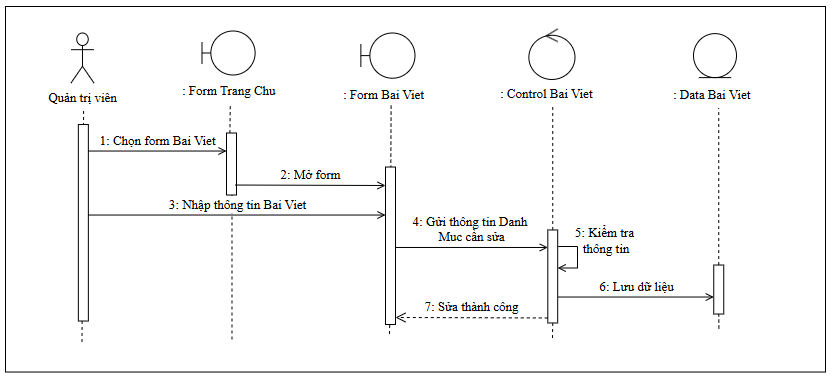 Quản trị viên
: Form Trang Chu
: Form Bai Viet
: Control Bai Viet
: Data Bai Viet
1: Chọn form Bai Viet
2: Mở form
3: Nhập thông tin Bai Viet
4: Gửi thông tin Danh
Muc cần sửa
5: Kiểm tra
thông tin
6: Lưu dữ liệu
7: Sửa thành công